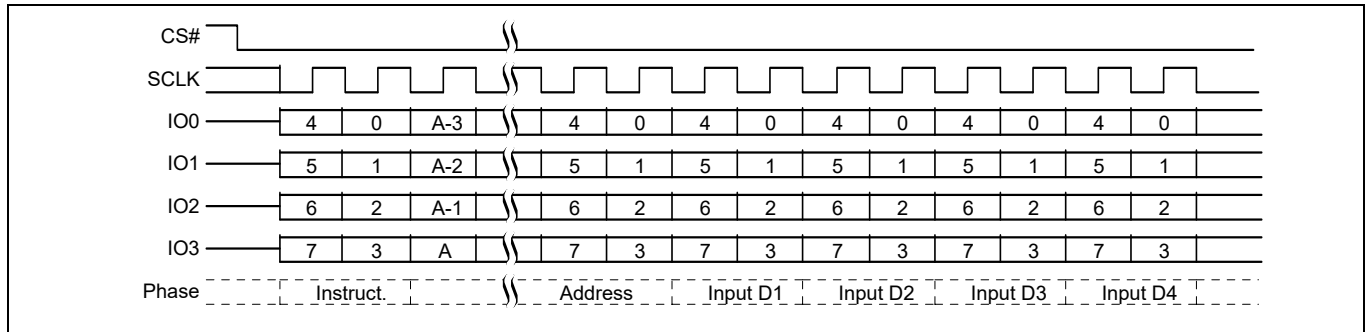 CS#
SCLK
IO0 4 0 A-3 4 0 4 0 4 0 4 0 4 0
IO1 5 1 A-2 5 1 5 1 5 1 5 1 5 1
IO2 6 2 A-1 6 2 6 2 6 2 6 2 6 2
IO3 7 3 A 7 3 7 3 7 3 7 3 7 3
Phase Instruct. Address Input D1 Input D2 Input D3 Input D4